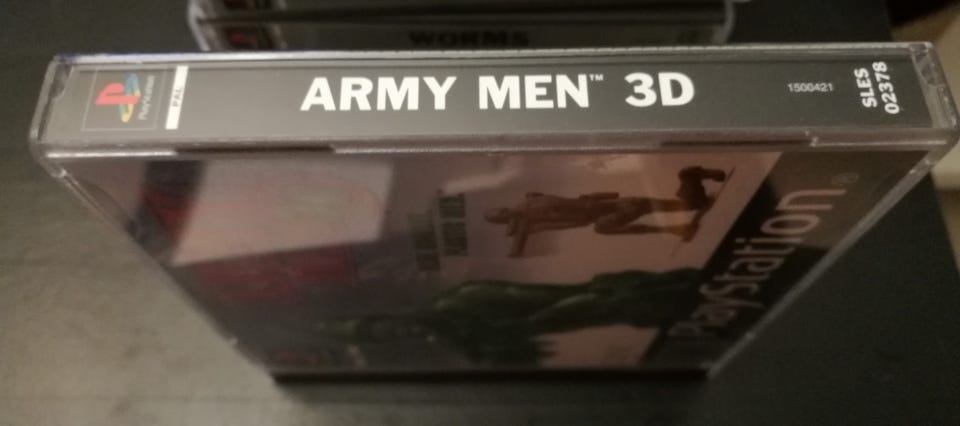 WORMS
PlayStation
PAL
ARMY MEN™ 3D
1500421
SLES
02378
PlayStation®